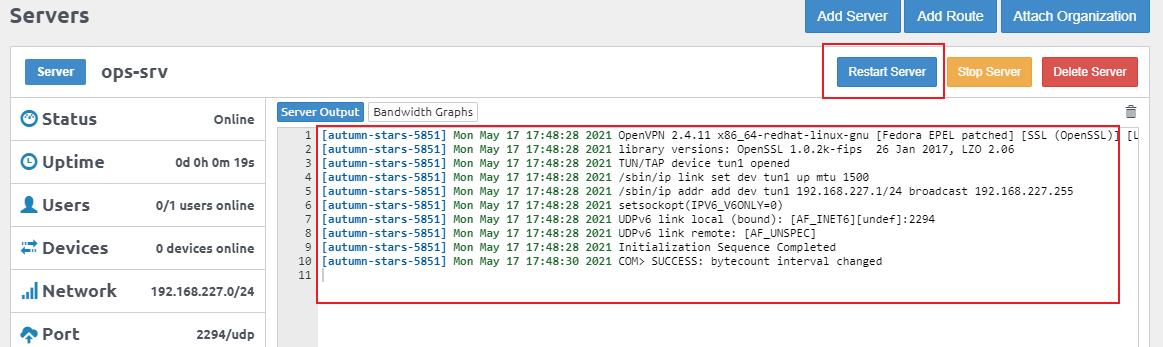 Servers
Add Server Add Route Attach Organization
Server ops-srv Restart Server Stop Server Delete Server
Status Online
Uptime 0d 0h 0m 19s
Users 0/1 users online
Devices 0 devices online
Network 192.168.227.0/24
Port 2294/udp
Server Output Bandwidth Graphs
1 [autumn-stars-5851] Mon May 17 17:48:28 2021 OpenVPN 2.4.11 x86_64-redhat-linux-gnu [Fedora EPEL patched] [SSL (OpenSSL)] [L
2 [autumn-stars-5851] Mon May 17 17:48:28 2021 library versions: OpenSSL 1.0.2k-fips  26 Jan 2017, LZO 2.06
3 [autumn-stars-5851] Mon May 17 17:48:28 2021 TUN/TAP device tun1 opened
4 [autumn-stars-5851] Mon May 17 17:48:28 2021 /sbin/ip link set dev tun1 up mtu 1500
5 [autumn-stars-5851] Mon May 17 17:48:28 2021 /sbin/ip addr add dev tun1 192.168.227.1/24 broadcast 192.168.227.255
6 [autumn-stars-5851] Mon May 17 17:48:28 2021 setsockopt(IPV6_V6ONLY=0)
7 [autumn-stars-5851] Mon May 17 17:48:28 2021 UDPv6 link local (bound): [AF_INET6][undef]:2294
8 [autumn-stars-5851] Mon May 17 17:48:28 2021 UDPv6 link remote: [AF_UNSPEC]
9 [autumn-stars-5851] Mon May 17 17:48:28 2021 Initialization Sequence Completed
10 [autumn-stars-5851] Mon May 17 17:48:30 2021 COM> SUCCESS: bytecount interval changed
11